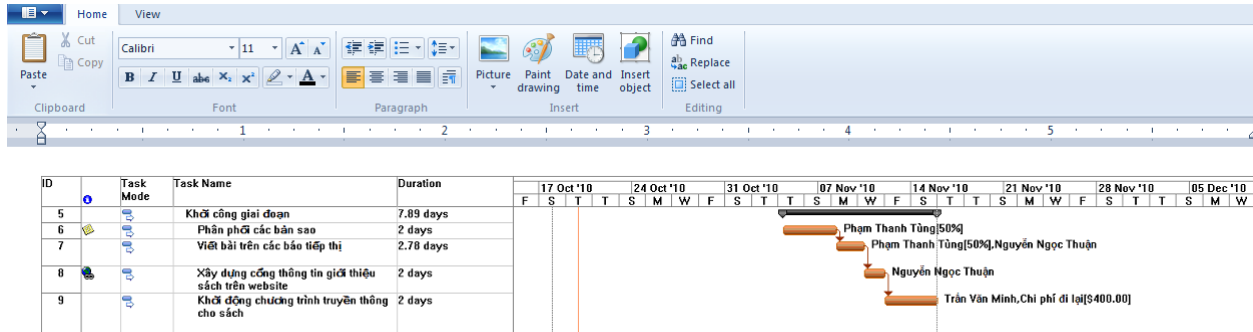 Home View
Cut
Copy
Paste
Clipboard
Calibri 11 A A
B I U abc X₂ X² A
Font
Paragraph
Picture Paint drawing Date and time Insert object
Insert
Find
Replace
Select all
Editing
1 2 3 4 5
ID Task Mode Task Name Duration
17 Oct '10 24 Oct '10 31 Oct '10 07 Nov '10 14 Nov '10 21 Nov '10 28 Nov '10 05 Dec '10
F S T T S M W F S T T S M W F S T T S M W F S T T S M W
5 Khởi công giai đoạn 7.89 days
6 Phân phối các bản sao 2 days Phạm Thanh Tùng[50%]
7 Viết bài trên các báo tiếp thị 2.78 days Phạm Thanh Tùng[50%],Nguyễn Ngọc Thuận
8 Xây dựng cổng thông tin giới thiệu 2 days Nguyễn Ngọc Thuận
sách trên website
9 Khởi động chương trình truyền thông 2 days Trần Văn Minh,Chi phí đi lại[$400.00]
cho sách